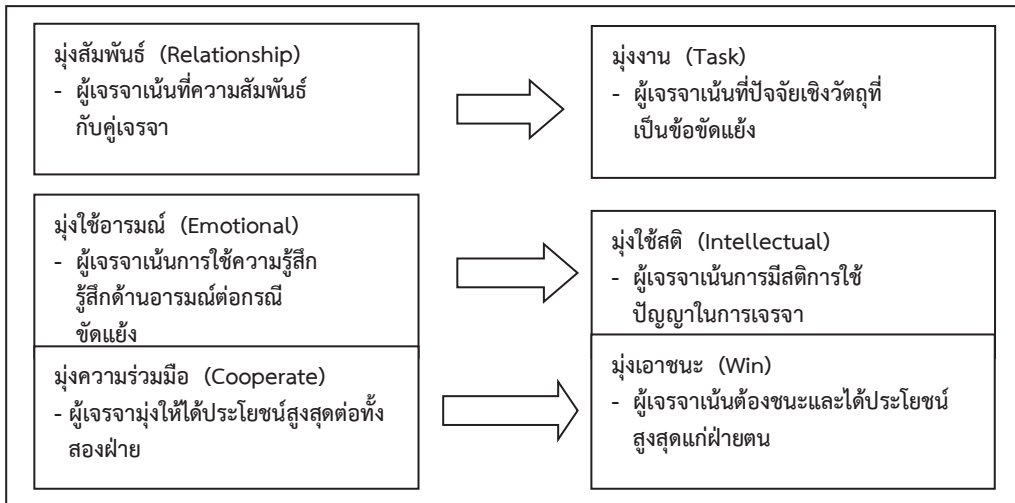 มุ่งสัมพันธ์ (Relationship)
- ผู้เจรจาเน้นที่ความสัมพันธ์
กับคู่เจรจา
มุ่งงาน (Task)
- ผู้เจรจาเน้นที่ปัจจัยเชิงวัตถุที่
เป็นข้อขัดแย้ง
มุ่งใช้อารมณ์ (Emotional)
- ผู้เจรจาเน้นการใช้ความรู้สึก
รู้สึกด้านอารมณ์ต่อกรณี
ขัดแย้ง
มุ่งใช้สติ (Intellectual)
- ผู้เจรจาเน้นการมีสติการใช้
ปัญญาในการเจรจา
มุ่งความร่วมมือ (Cooperate)
- ผู้เจรจามุ่งให้ได้ประโยชน์สูงสุดต่อทั้ง
สองฝ่าย
มุ่งเอาชนะ (Win)
- ผู้เจรจาเน้นต้องชนะและได้ประโยชน์
สูงสุดแก่ฝ่ายตน